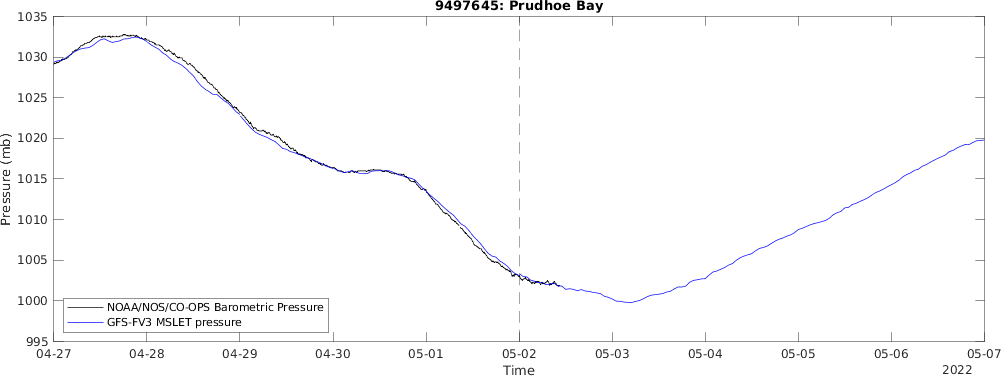 9497645: Prudhoe Bay
Pressure (mb)
1035
1030
1025
1020
1015
1010
1005
1000
995
NOAA/NOS/CO-OPS Barometric Pressure
GFS-FV3 MSLET pressure
04-27 04-28 04-29 04-30 05-01 05-02 05-03 05-04 05-05 05-06 05-07
Time
2022